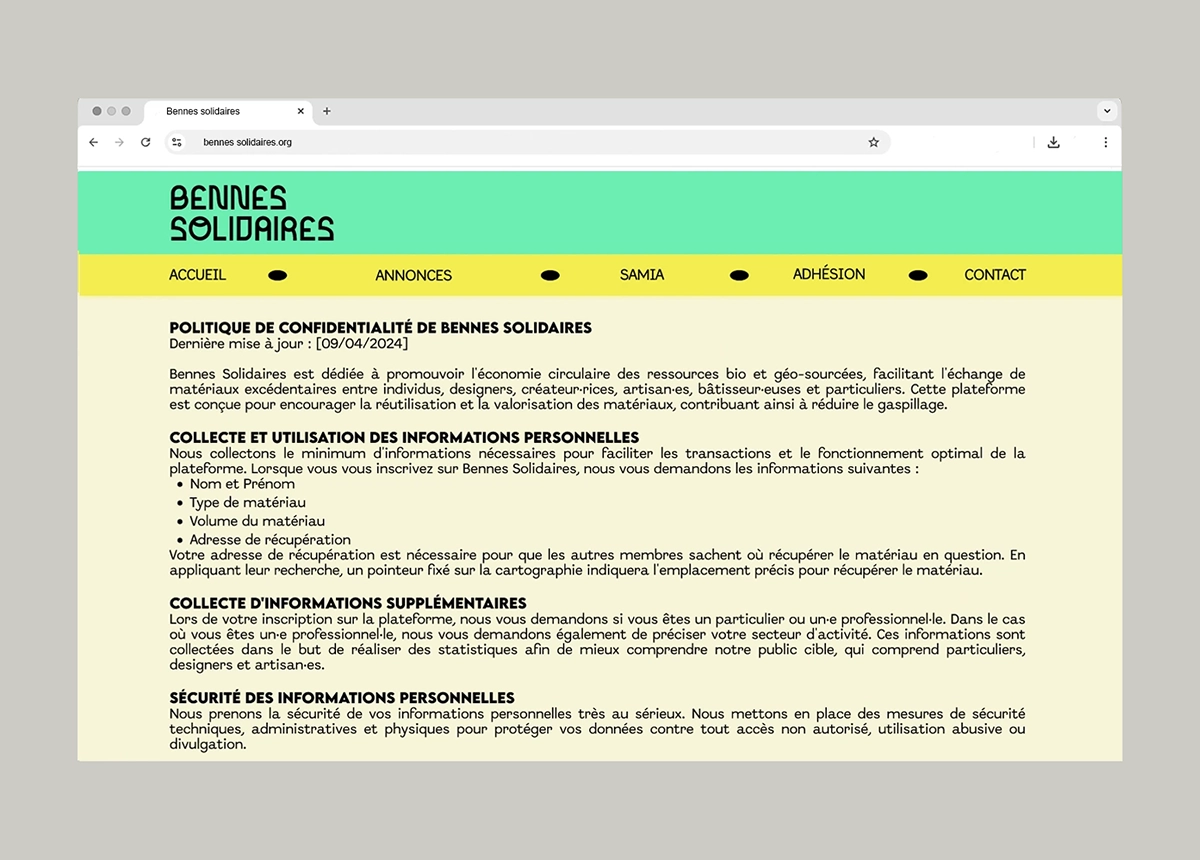 Bennes solidaires
bennes solidaires.org
BENNES
SOLIDAIRES
ACCUEIL ANNONCES SAMIA ADHÉSION CONTACT
POLITIQUE DE CONFIDENTIALITÉ DE BENNES SOLIDAIRES
Dernière mise à jour : [09/04/2024]
Bennes Solidaires est dédiée à promouvoir l'économie circulaire des ressources bio et géo-sourcées, facilitant l'échange de
matériaux excédentaires entre individus, designers, créateur·rices, artisan·es, bâtisseur·euses et particuliers. Cette plateforme
est conçue pour encourager la réutilisation et la valorisation des matériaux, contribuant ainsi à réduire le gaspillage.
COLLECTE ET UTILISATION DES INFORMATIONS PERSONNELLES
Nous collectons le minimum d'informations nécessaires pour faciliter les transactions et le fonctionnement optimal de la
plateforme. Lorsque vous vous inscrivez sur Bennes Solidaires, nous vous demandons les informations suivantes :
• Nom et Prénom
• Type de matériau
• Volume du matériau
• Adresse de récupération
Votre adresse de récupération est nécessaire pour que les autres membres sachent où récupérer le matériau en question. En
appliquant leur recherche, un pointeur fixé sur la cartographie indiquera l'emplacement précis pour récupérer le matériau.
COLLECTE D'INFORMATIONS SUPPLÉMENTAIRES
Lors de votre inscription sur la plateforme, nous vous demandons si vous êtes un particulier ou un·e professionnel·le. Dans le cas
où vous êtes un·e professionnel·le, nous vous demandons également de préciser votre secteur d'activité. Ces informations sont
collectées dans le but de réaliser des statistiques afin de mieux comprendre notre public cible, qui comprend particuliers,
designers et artisan·es.
SÉCURITÉ DES INFORMATIONS PERSONNELLES
Nous prenons la sécurité de vos informations personnelles très au sérieux. Nous mettons en place des mesures de sécurité
techniques, administratives et physiques pour protéger vos données contre tout accès non autorisé, utilisation abusive ou
divulgation.